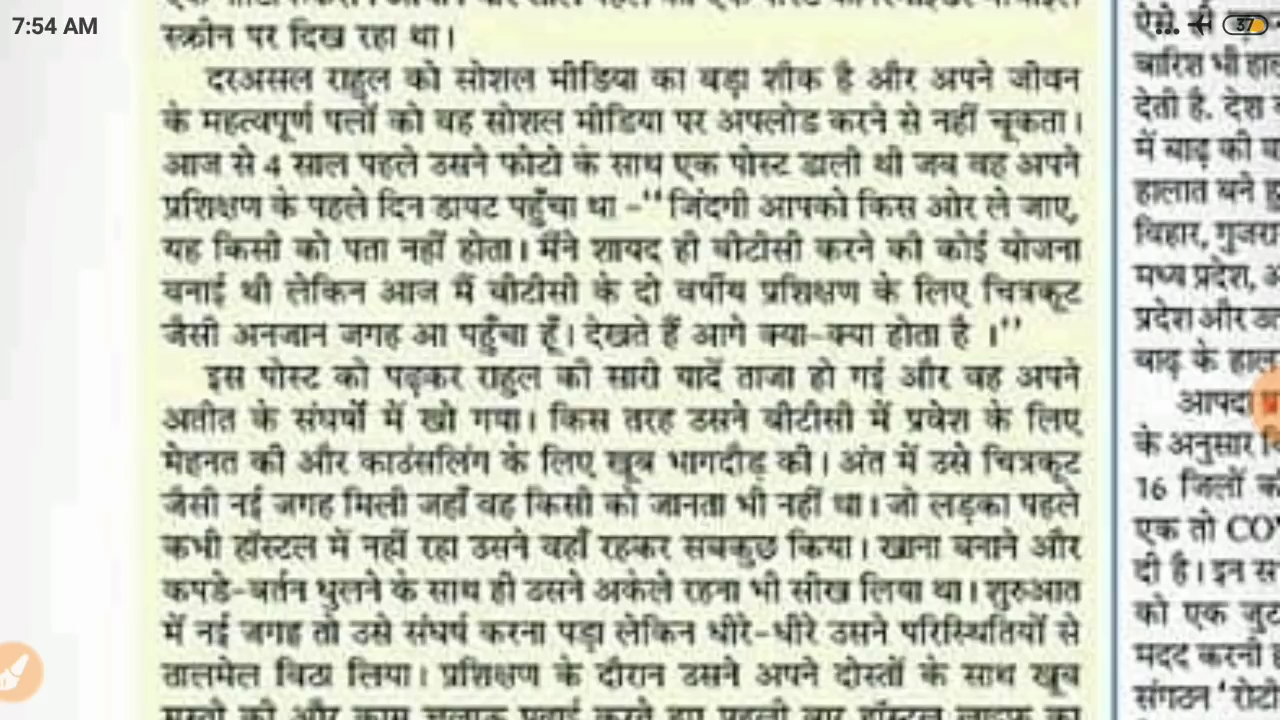 7:54 AM
37
स्क्रीन पर दिख रहा था।
दरअसल राहुल को सोशल मीडिया का बड़ा शौक है और अपने जीवन
के महत्वपूर्ण पलों को वह सोशल मीडिया पर अपलोड करने से नहीं चूकता।
आज से 4 साल पहले उसने फोटो के साथ एक पोस्ट डाली थी जब वह अपने
प्रशिक्षण के पहले दिन डायट पहुँचा था -‘‘जिंदगी आपको किस ओर ले जाए,
यह किसी को पता नहीं होता। मैंने शायद ही बीटीसी करने की कोई योजना
बनाई थी लेकिन आज मैं बीटीसी के दो वर्षीय प्रशिक्षण के लिए चित्रकूट
जैसी अनजान जगह आ पहुँचा हूँ। देखते हैं आगे क्या-क्या होता है ।’’
इस पोस्ट को पढ़कर राहुल की सारी यादें ताजा हो गई और वह अपने
अतीत के संघर्षों में खो गया। किस तरह उसने बीटीसी में प्रवेश के लिए
मेहनत की और काउंसलिंग के लिए खूब भागदौड़ की। अंत में उसे चित्रकूट
जैसी नई जगह मिली जहाँ वह किसी को जानता भी नहीं था। जो लड़का पहले
कभी हॉस्टल में नहीं रहा उसने वहाँ रहकर सबकुछ किया। खाना बनाने और
कपडे-बर्तन धुलने के साथ ही उसने अकेले रहना भी सीख लिया था। शुरुआत
में नई जगह तो उसे संघर्ष करना पड़ा लेकिन धीरे-धीरे उसने परिस्थितियों से
तालमेल बिठा लिया। प्रशिक्षण के दौरान उसने अपने दोस्तों के साथ खूब
बारिश भी
देती है. देश
में बाढ़ की
हालात बने
बिहार,
मध्य प्रदेश,
प्रदेश और
बाढ़ के
के अनुसार
16 जिलों
एक तो
दी है। इन
को एक जुट
मदद करनी
संगठन ‘रोटी